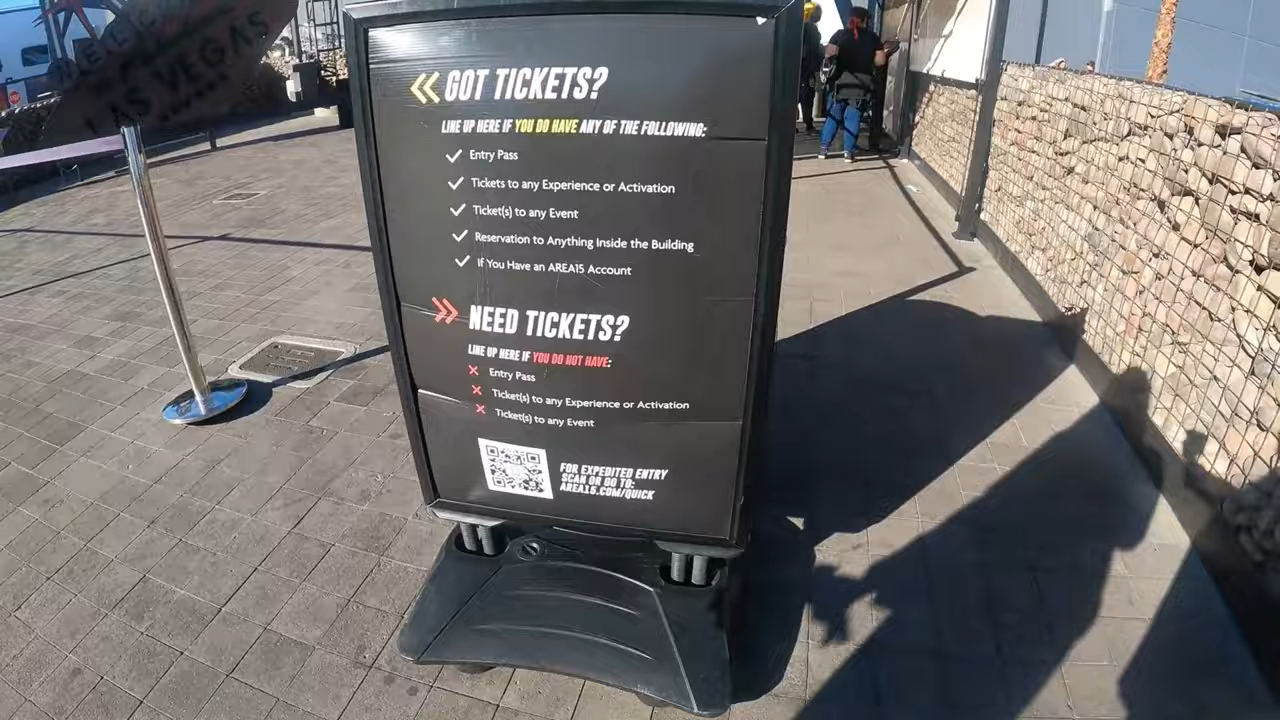 WELCOME
LAS VEGAS
GOT TICKETS?
LINE UP HERE IF YOU DO HAVE ANY OF THE FOLLOWING:
Entry Pass
Tickets to any Experience or Activation
Ticket(s) to any Event
Reservation to Anything Inside the Building
If You Have an AREA15 Account
NEED TICKETS?
LINE UP HERE IF YOU DO NOT HAVE:
Entry Pass
Ticket(s) to any Experience or Activation
Ticket(s) to any Event
FOR EXPEDITED ENTRY
SCAN OR GO TO:
AREA15.COM/QUICK